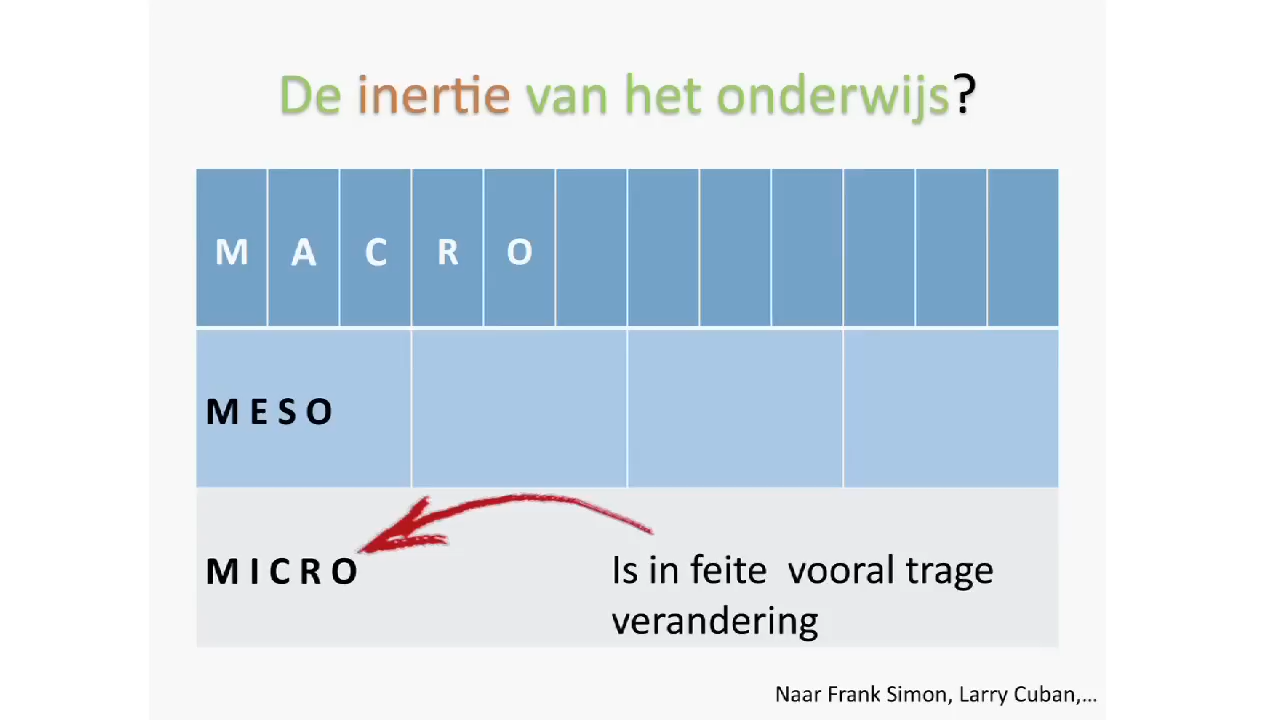 De inertie van het onderwijs?
M A C R O
M E S O
M I C R O
Is in feite vooral trage
verandering
Naar Frank Simon, Larry Cuban,...